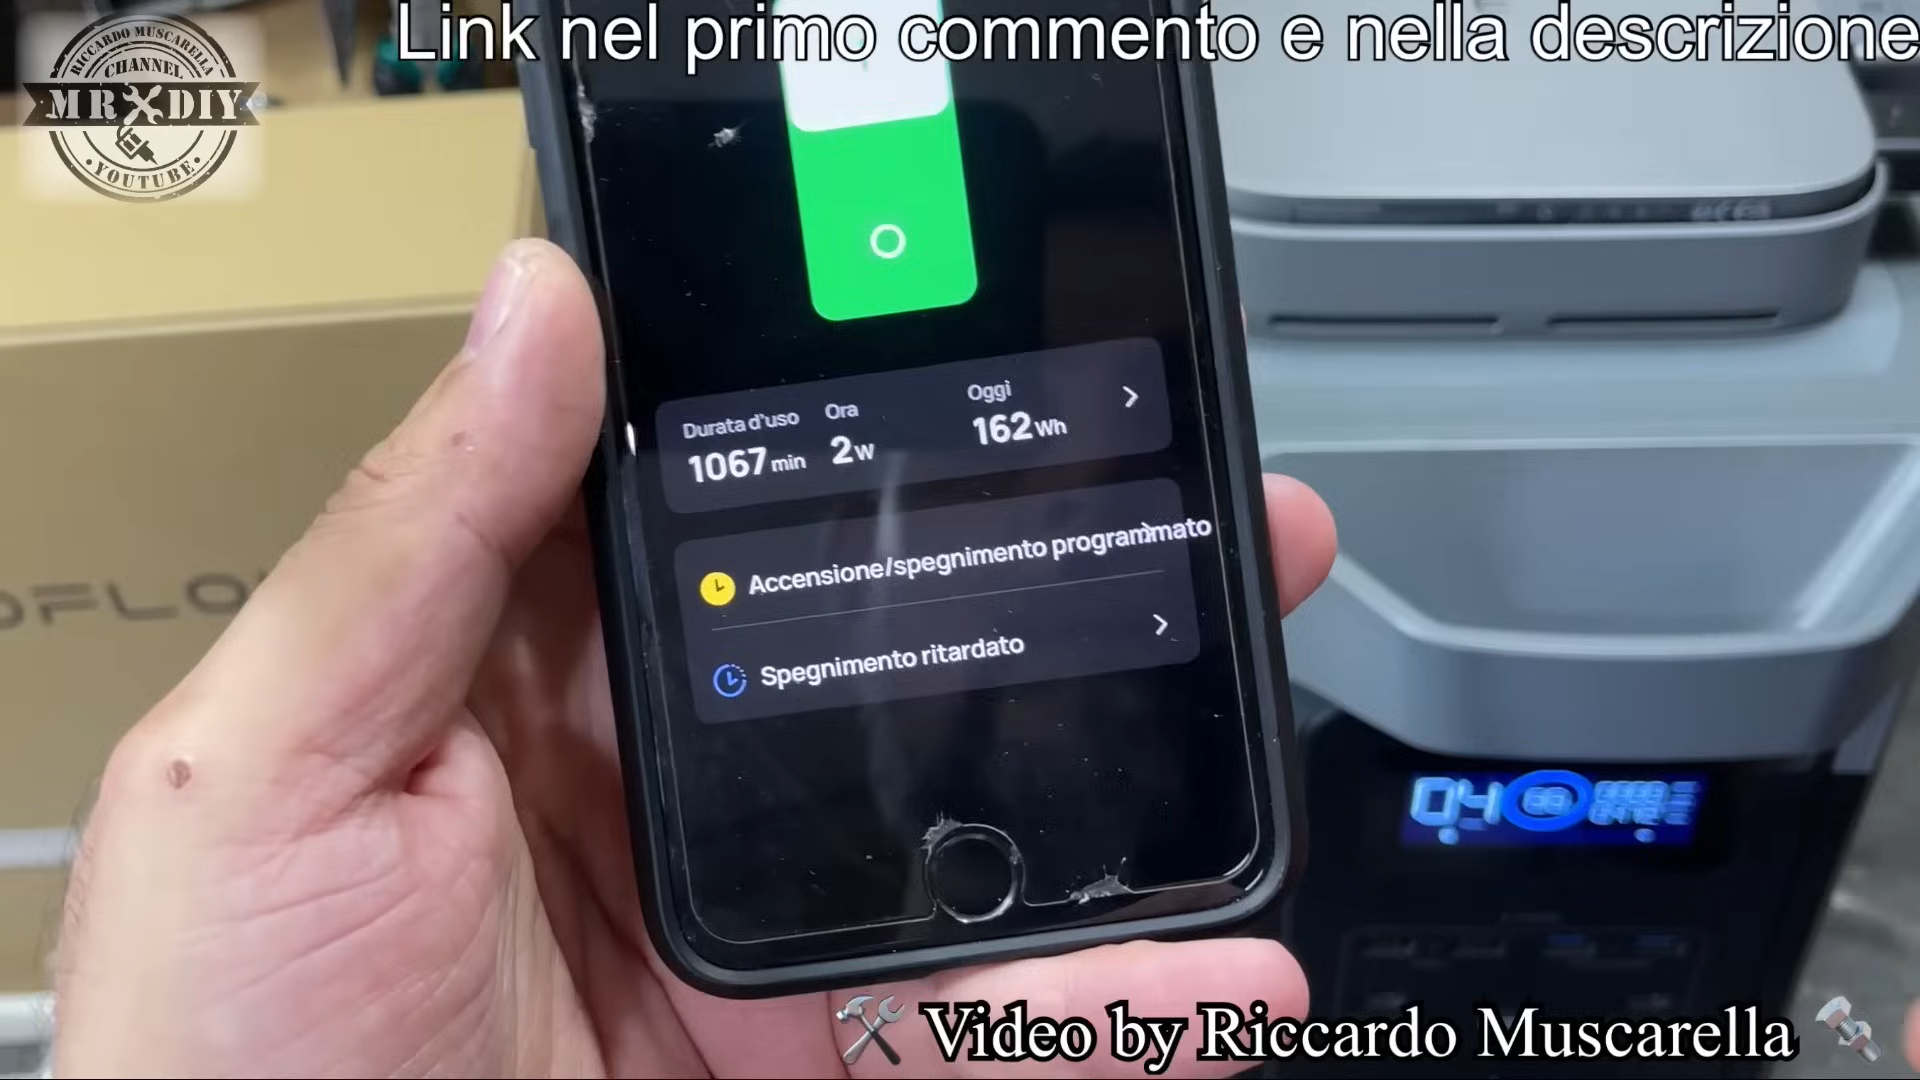 Link nel primo commento e nella descrizione
RICCARDO MUSCARELLA
CHANNEL
MR DIY
YOUTUBE
Durata d'uso Ora Oggi
1067 min 2 W 162 Wh
Accensione/spegnimento programmato
Spegnimento ritardato
Video by Riccardo Muscarella